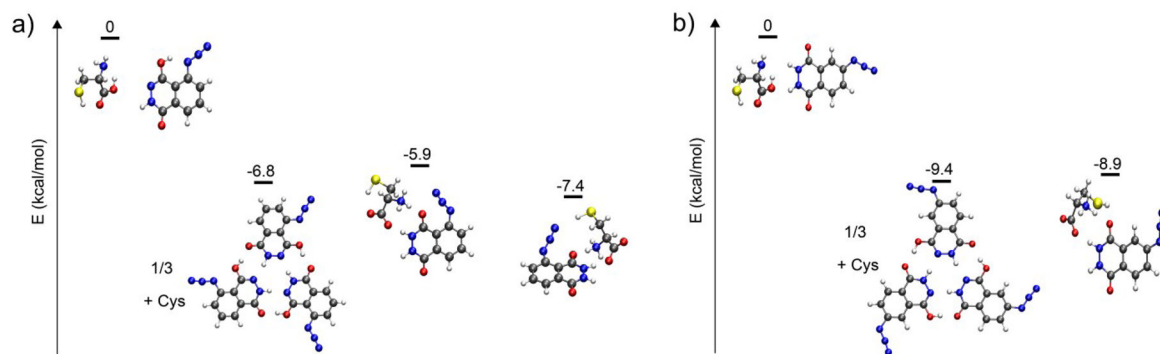 a)
0
E (kcal/mol)
-6.8
1/3
+ Cys
-5.9
-7.4
b)
0
E (kcal/mol)
-9.4
1/3
+ Cys
-8.9